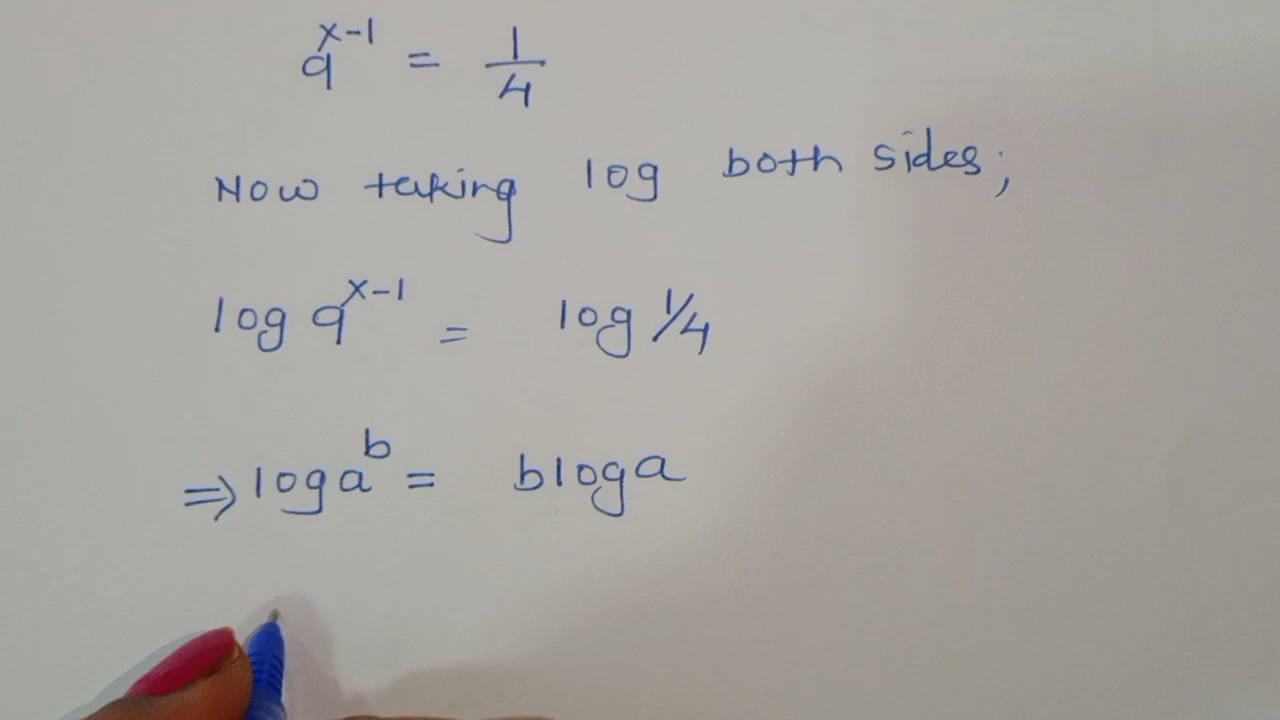 9^{x-1} = 1/4
Now taking log both sides;
log 9^{x-1} = log 1/4
⇒ log a^b = b log a